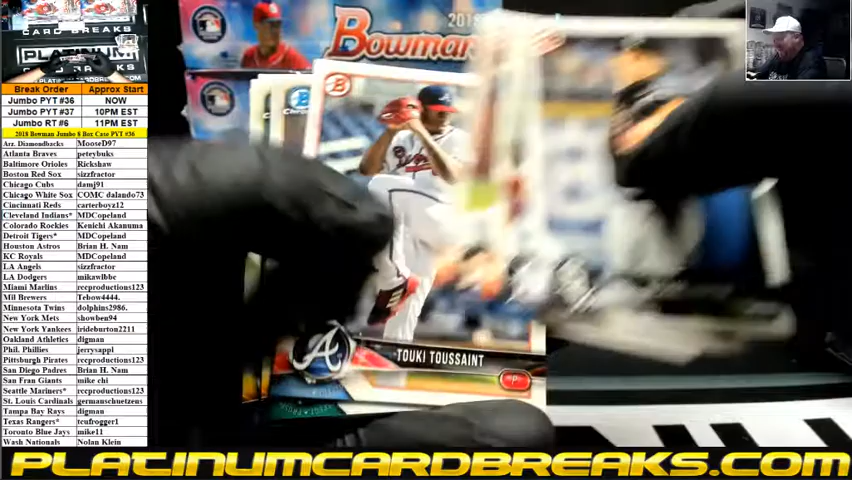 PLATINUM
CARD BREAKS
Break Order Approx Start
Jumbo PYT #36 NOW
Jumbo PYT #37 10PM EST
Jumbo RT #6 11PM EST
2018 Bowman Jumbo 8 Box Case PYT #36
Arz. Diamondbacks MooseD97
Atlanta Braves peteybuks
Baltimore Orioles Rickshaw
Boston Red Sox sizzfractor
Chicago Cubs damj91
Chicago White Sox COMC dalando73
Cincinnati Reds carterboyz12
Cleveland Indians* MDCopeland
Colorado Rockies Kenichi Akanuma
Detroit Tigers* MDCopeland
Houston Astros Brian H. Nam
KC Royals MDCopeland
LA Angels sizzfractor
LA Dodgers mikawlbbc
Miami Marlins rccproductions123
Mil Brewers Tebow4444.
Minnesota Twins dolphins2986.
New York Mets showben94
New York Yankees irideburton2211
Oakland Athletics digman
Phil. Phillies jerrysappl
Pittsburgh Pirates rccproductions123
San Diego Padres Brian H. Nam
San Fran Giants mike chi
Seattle Mariners* rccproductions123
St. Louis Cardinals germanschuetzens
Tampa Bay Rays digman
Texas Rangers* tcufrogger1
Toronto Blue Jays mike11
Wash Nationals Nolan Klein
2018
Bowman
Braves
A
TOUKI TOUSSAINT
P
PLATINUMCARDBREAKS.COM